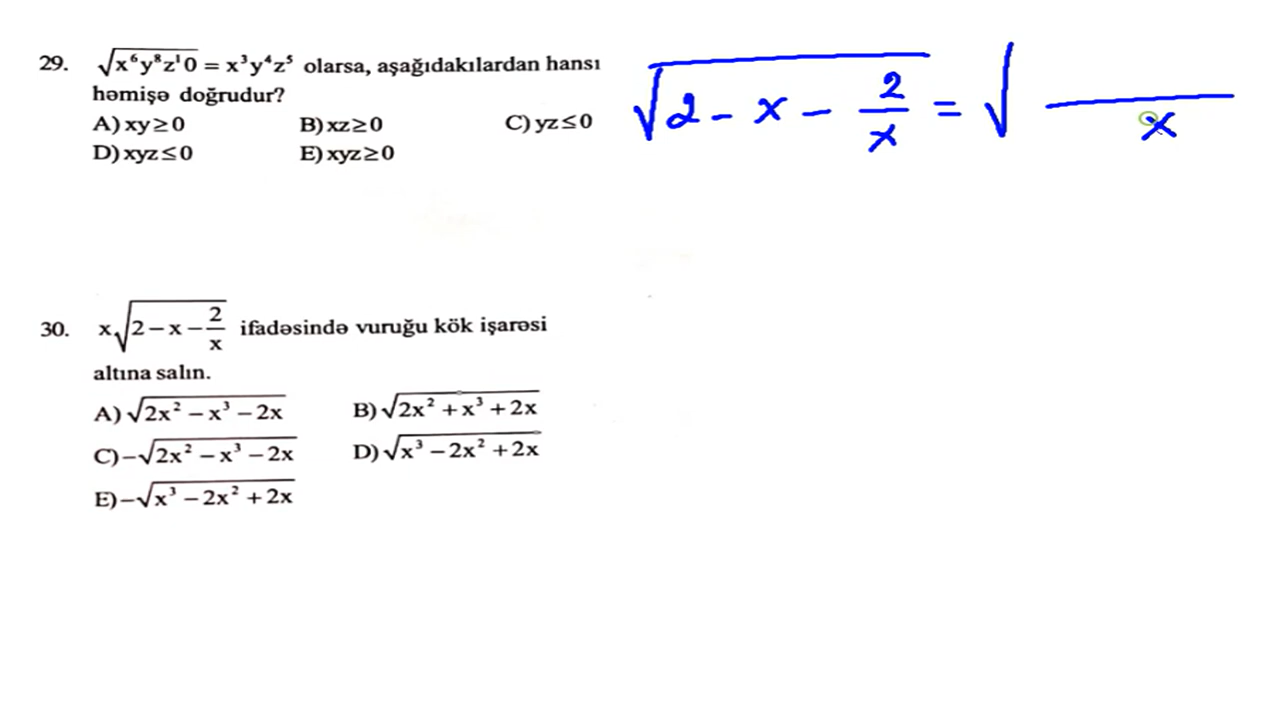 29. √x⁶y⁸z¹0 = x³y⁴z⁵ olarsa, aşağıdakılardan hansı
həmişə doğrudur?
A) xy≥0 B) xz≥0 C) yz≤0
D) xyz≤0 E) xyz≥0
√2 - x - 2/x = √ /x
30. x√2-x-2/x ifadəsində vuruğu kök işarəsi
altına salın.
A) √2x² - x³ - 2x B) √2x² + x³ + 2x
C) -√2x² - x³ - 2x D) √x³ - 2x² + 2x
E) -√x³ - 2x² + 2x